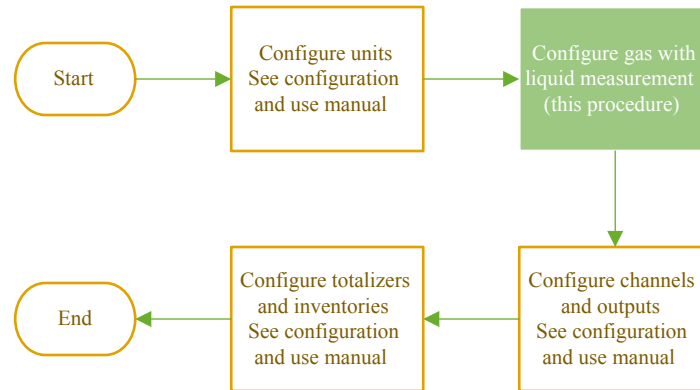 Start
Configure units
See configuration
and use manual
Configure gas with
liquid measurement
(this procedure)
End
Configure totalizers
and inventories
See configuration
and use manual
Configure channels
and outputs
See configuration
and use manual